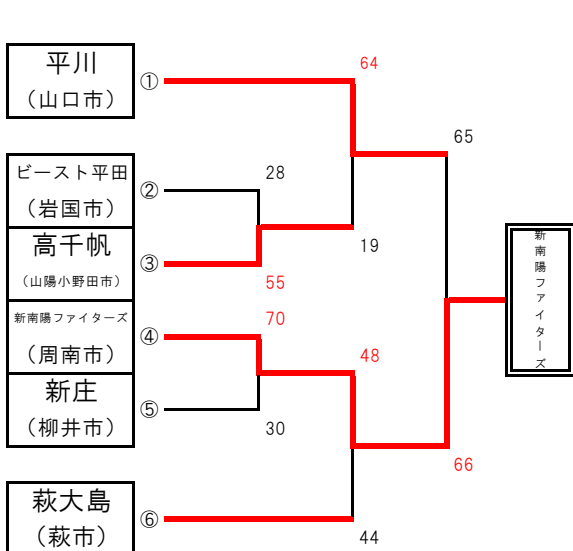 平川
（山口市）
①
64
65
ビースト平田
（岩国市）
②
28
高千帆
（山陽小野田市）
③
55
19
新南陽ファイターズ
（周南市）
④
70
48
新庄
（柳井市）
⑤
30
66
萩大島
（萩市）
⑥
44
新南陽ファイターズ